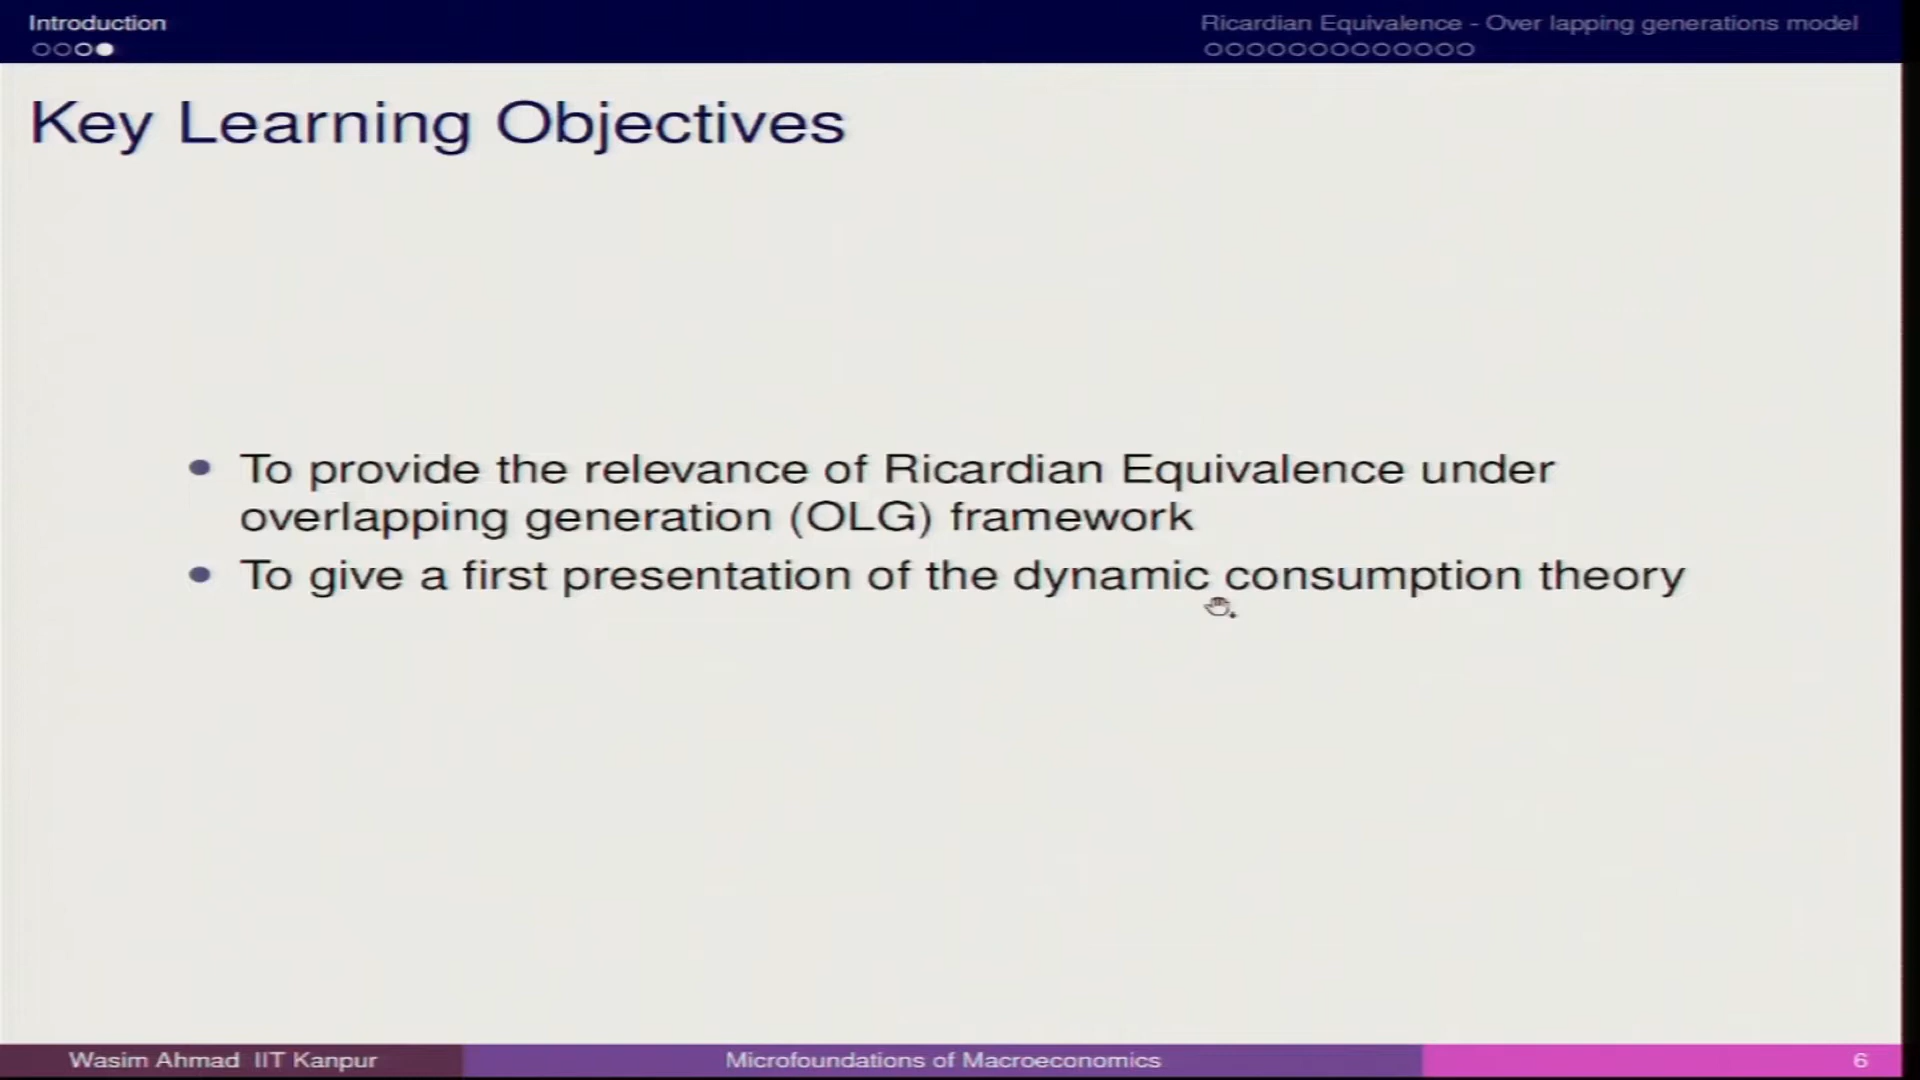 Introduction
Ricardian Equivalence - Over lapping generations model
Key Learning Objectives
To provide the relevance of Ricardian Equivalence under
overlapping generation (OLG) framework
To give a first presentation of the dynamic consumption theory
Wasim Ahmad IIT Kanpur
Microfoundations of Macroeconomics
6